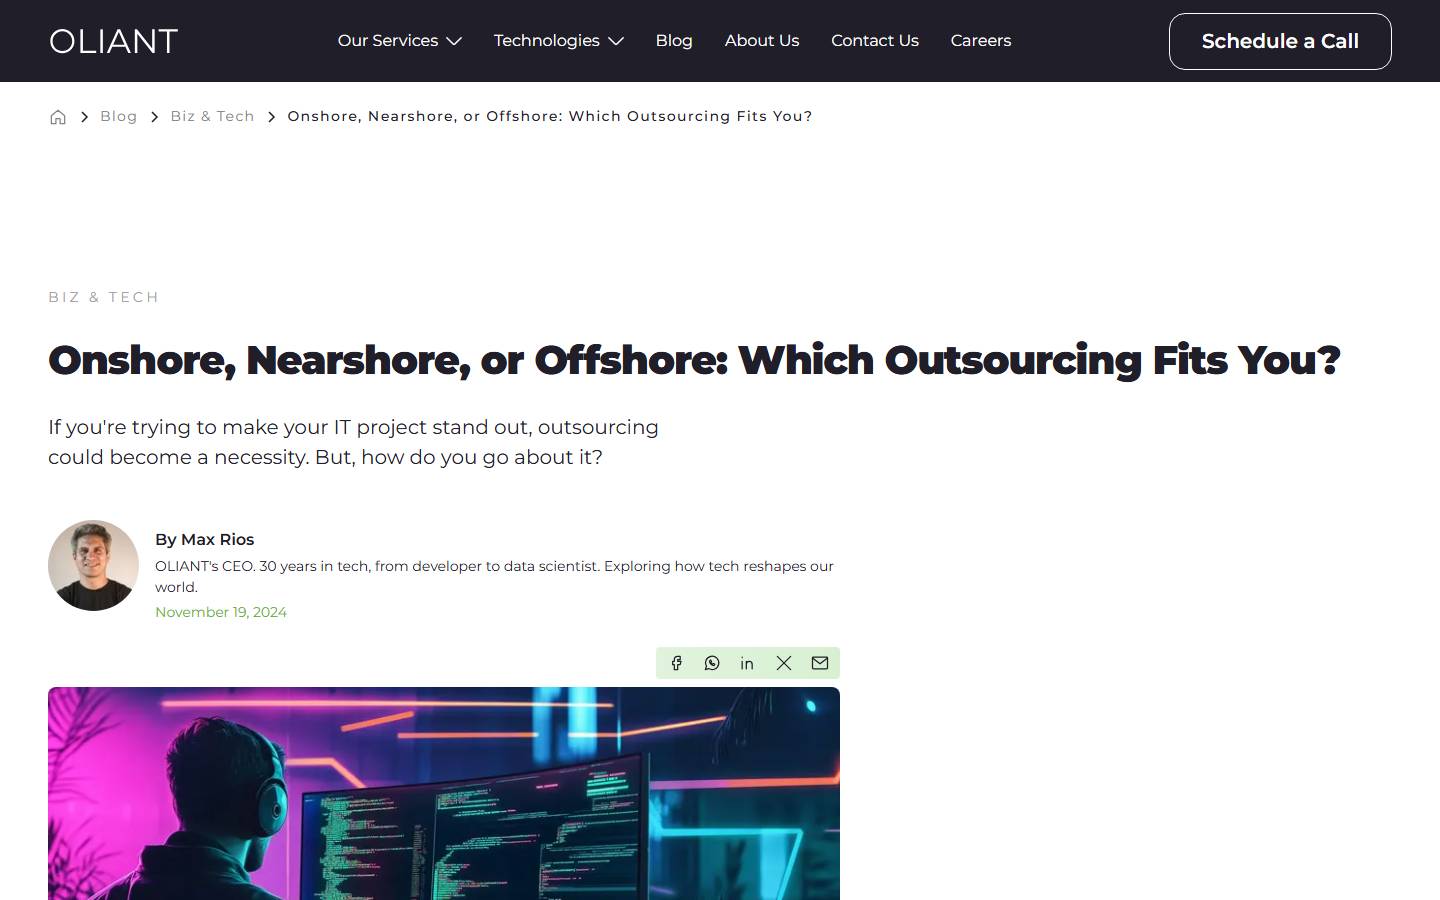 OLIANT
Our Services
Technologies
Blog
About Us
Contact Us
Careers
Schedule a Call
Blog
Biz & Tech
Onshore, Nearshore, or Offshore: Which Outsourcing Fits You?
BIZ & TECH
Onshore, Nearshore, or Offshore: Which Outsourcing Fits You?
If you're trying to make your IT project stand out, outsourcing
could become a necessity. But, how do you go about it?
By Max Rios
OLIANT's CEO. 30 years in tech, from developer to data scientist. Exploring how tech reshapes our
world.
November 19, 2024